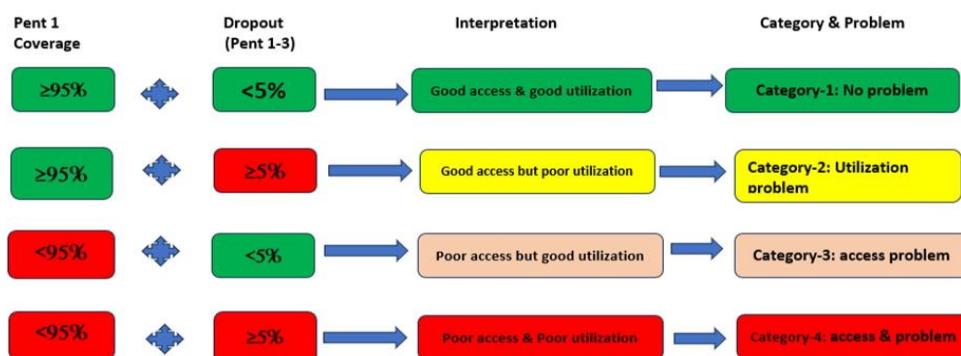 Pent 1 Coverage
Dropout (Pent 1-3)
Interpretation
Category & Problem
≥95%
<5%
Good access & good utilization
Category-1: No problem
≥95%
≥5%
Good access but poor utilization
Category-2: Utilization
problem
<95%
<5%
Poor access but good utilization
Category-3: access problem
<95%
≥5%
Poor access & Poor utilization
Category-4: access & problem